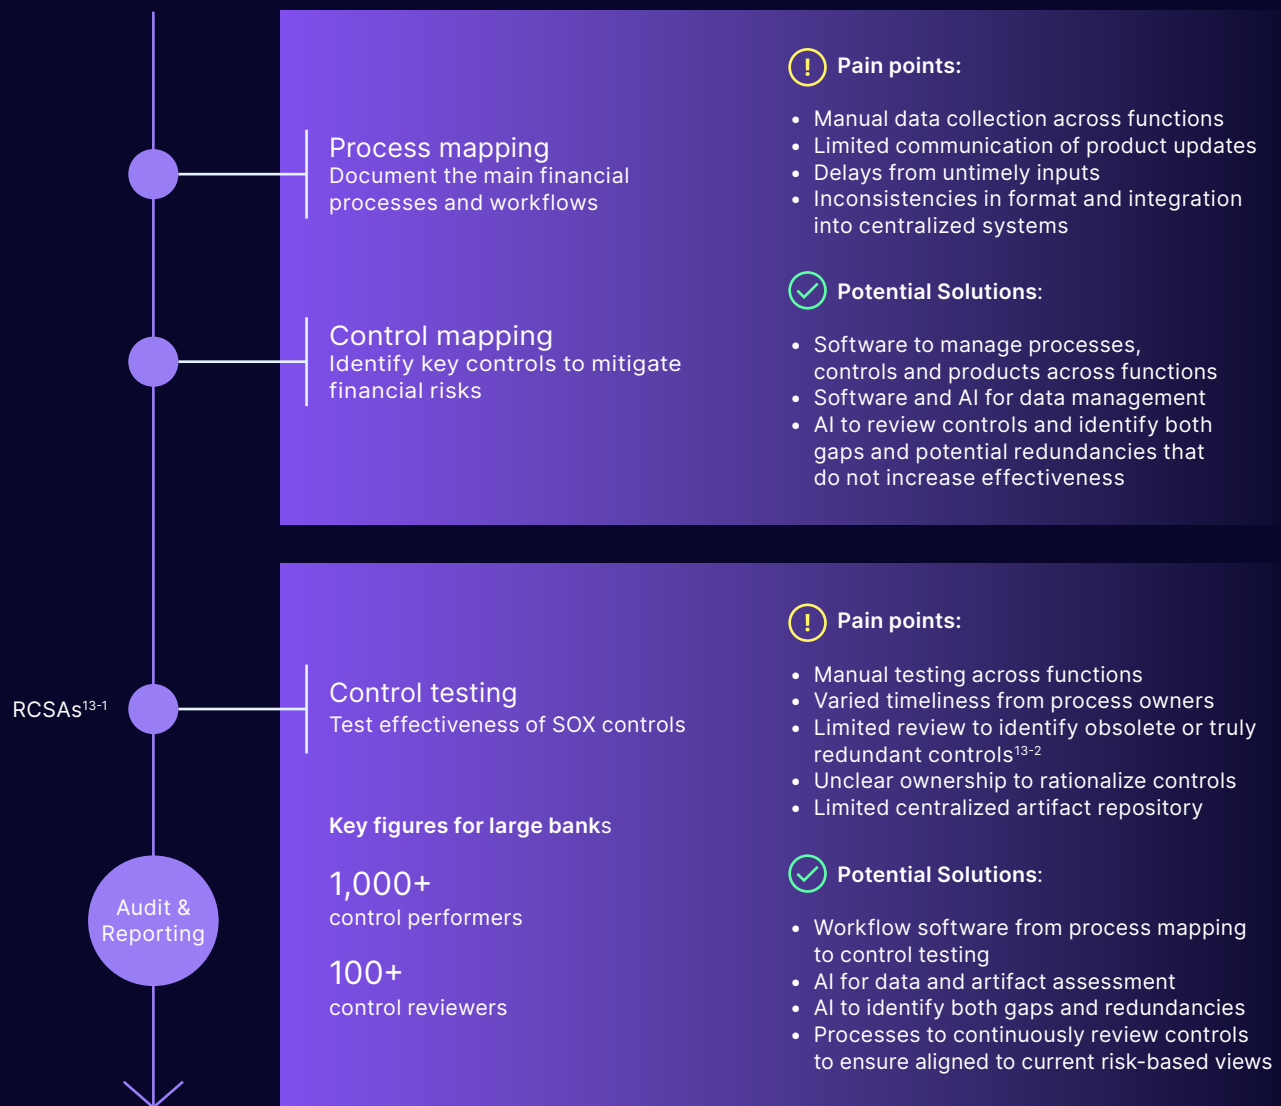 Process mapping
Document the main financial
processes and workflows
Control mapping
Identify key controls to mitigate
financial risks
Pain points:
• Manual data collection across functions
• Limited communication of product updates
• Delays from untimely inputs
• Inconsistencies in format and integration
into centralized systems
Potential Solutions:
• Software to manage processes,
controls and products across functions
• Software and AI for data management
• AI to review controls and identify both
gaps and potential redundancies that
do not increase effectiveness
RCSAs13-1
Control testing
Test effectiveness of SOX controls
Key figures for large banks
1,000+
control performers
100+
control reviewers
Audit &
Reporting
Pain points:
• Manual testing across functions
• Varied timeliness from process owners
• Limited review to identify obsolete or truly
redundant controls13-2
• Unclear ownership to rationalize controls
• Limited centralized artifact repository
Potential Solutions:
• Workflow software from process mapping
to control testing
• AI for data and artifact assessment
• AI to identify both gaps and redundancies
• Processes to continuously review controls
to ensure aligned to current risk-based views